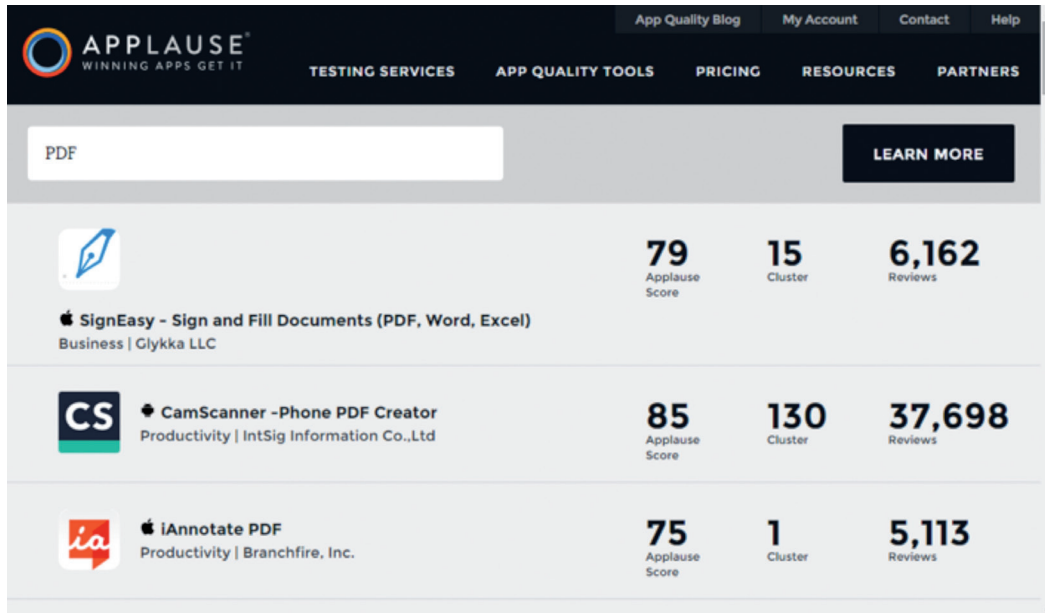 App Quality Blog My Account Contact Help
APPLAUSE®
WINNING APPS GET IT
TESTING SERVICES APP QUALITY TOOLS PRICING RESOURCES PARTNERS
PDF
LEARN MORE
79 15 6,162
Applause Score Cluster Reviews
SignEasy - Sign and Fill Documents (PDF, Word, Excel)
Business | Glykka LLC
CS
CamScanner -Phone PDF Creator
Productivity | IntSig Information Co.,Ltd
85 130 37,698
Applause Score Cluster Reviews
ia
iAnnotate PDF
Productivity | Branchfire, Inc.
75 1 5,113
Applause Score Cluster Reviews